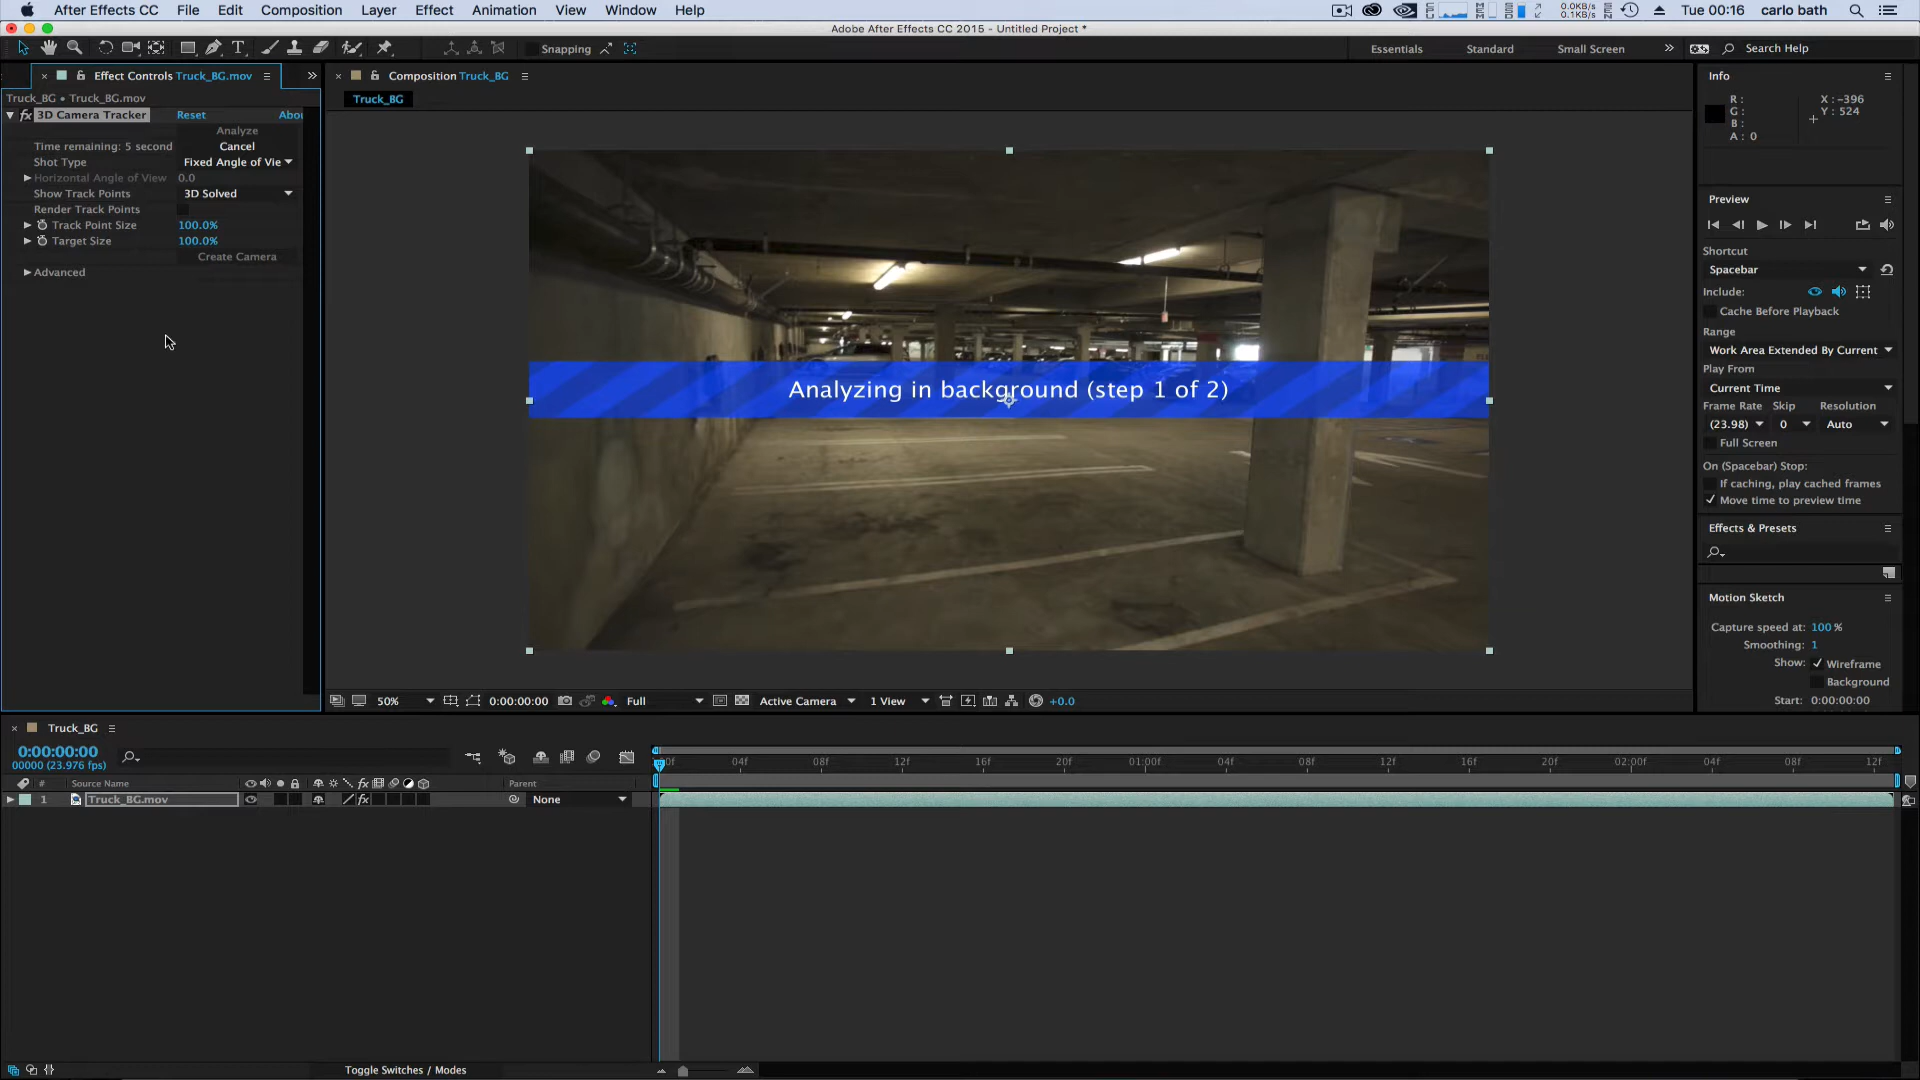 After Effects CC File Edit Composition Layer Effect Animation View Window Help 0.0KB/s 0.1KB/s Tue 00:16 carlo bath
Adobe After Effects CC 2015 - Untitled Project *
Snapping Essentials Standard Small Screen Search Help
Effect Controls Truck_BG.mov
Truck_BG • Truck_BG.mov
fx 3D Camera Tracker Reset Abou
Analyze
Time remaining: 5 second Cancel
Shot Type Fixed Angle of Vie
Horizontal Angle of View 0.0
Show Track Points 3D Solved
Render Track Points
Track Point Size 100.0%
Target Size 100.0%
Create Camera
Advanced
Composition Truck_BG
Truck_BG
Analyzing in background (step 1 of 2)
50% 0:00:00:00 Full Active Camera 1 View +0.0
Info
R : X : -396
G : Y : 524
B :
A : 0
Preview
Shortcut
Spacebar
Include:
Cache Before Playback
Range
Work Area Extended By Current
Play From
Current Time
Frame Rate Skip Resolution
(23.98) 0 Auto
Full Screen
On (Spacebar) Stop:
If caching, play cached frames
Move time to preview time
Effects & Presets
Motion Sketch
Capture speed at: 100 %
Smoothing: 1
Show: Wireframe
Background
Start: 0:00:00:00
Truck_BG
0:00:00:00
00000 (23.976 fps)
0f 04f 08f 12f 16f 20f 01:00f 04f 08f 12f 16f 20f 02:00f 04f 08f 12f
# Source Name fx Parent
1 Truck_BG.mov fx None
Toggle Switches / Modes